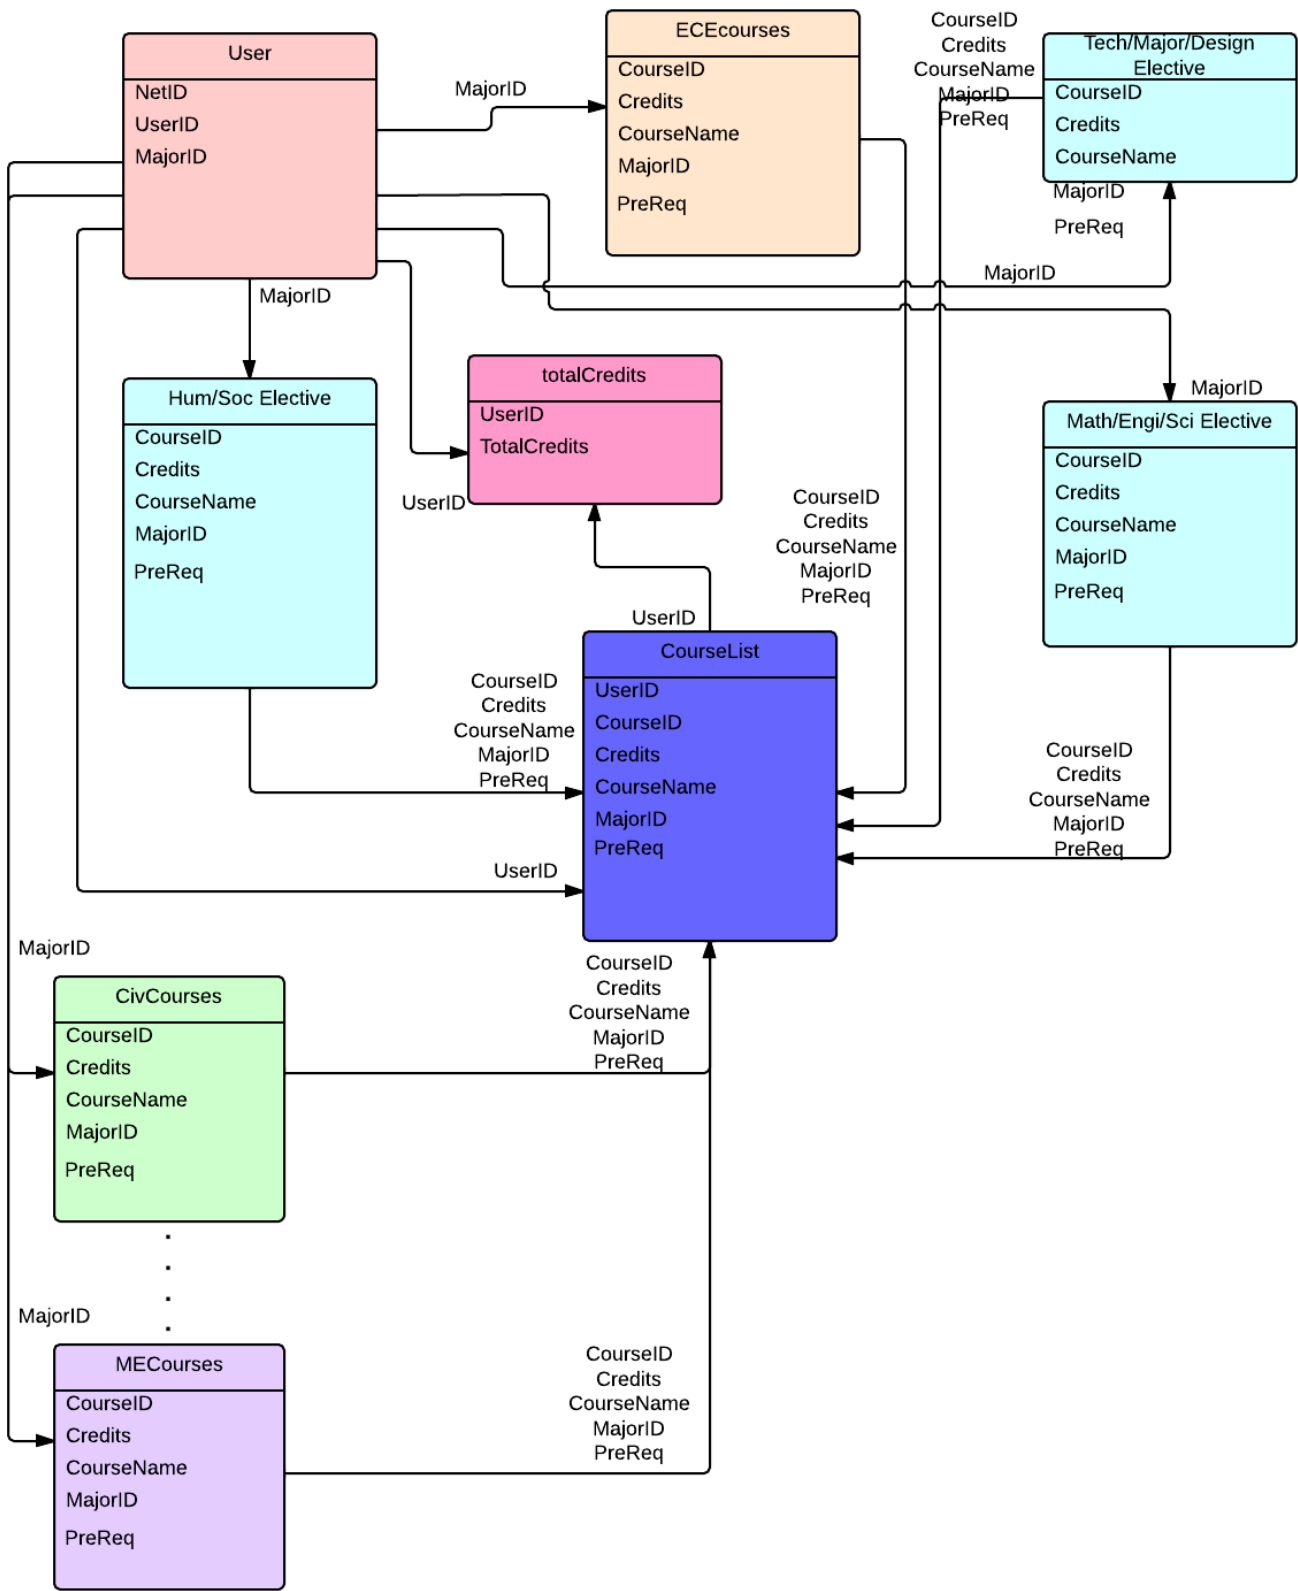 User
NetID
UserID
MajorID
MajorID
ECEcourses
CourseID
Credits
CourseName
MajorID
PreReq
CourseID
Credits
CourseName
MajorID
PreReq
Tech/Major/Design
Elective
CourseID
Credits
CourseName
MajorID
PreReq
MajorID
MajorID
Hum/Soc Elective
CourseID
Credits
CourseName
MajorID
PreReq
totalCredits
UserID
TotalCredits
UserID
MajorID
Math/Engi/Sci Elective
CourseID
Credits
CourseName
MajorID
PreReq
CourseID
Credits
CourseName
MajorID
PreReq
UserID
CourseList
UserID
CourseID
Credits
CourseName
MajorID
PreReq
CourseID
Credits
CourseName
MajorID
PreReq
CourseID
Credits
CourseName
MajorID
PreReq
UserID
MajorID
CivCourses
CourseID
Credits
CourseName
MajorID
PreReq
CourseID
Credits
CourseName
MajorID
PreReq
MajorID
MECourses
CourseID
Credits
CourseName
MajorID
PreReq
CourseID
Credits
CourseName
MajorID
PreReq